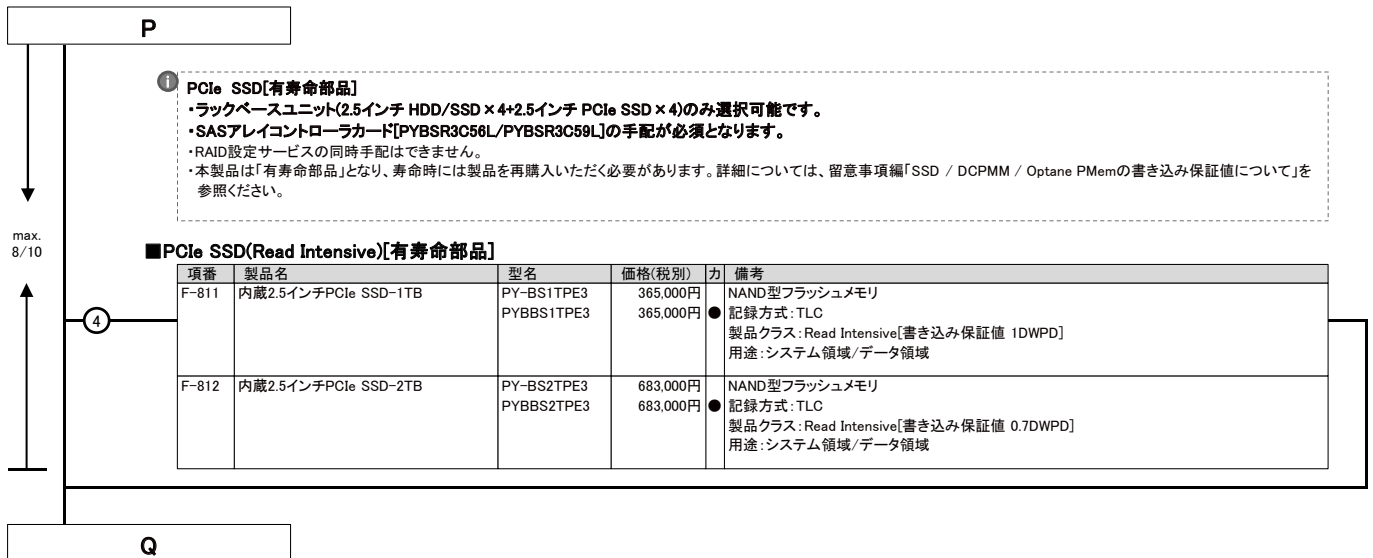 P
PCIe SSD[有寿命部品]
・ラックベースユニット(2.5インチ HDD/SSD×4+2.5インチ PCIe SSD×4)のみ選択可能です。
・SASアレイコントローラカード[PYBSR3C56L/PYBSR3C59L]の手配が必須となります。
・RAID設定サービスの同時手配はできません。
・本製品は「有寿命部品」となり、寿命時には製品を再購入いただく必要があります。詳細については、留意事項編「SSD / DCPMM / Optane PMemの書き込み保証値について」を
参照ください。
max.
8/10
■PCIe SSD(Read Intensive)[有寿命部品]
項番 製品名 型名 価格(税別) カ 備考
F-811 内蔵2.5インチPCIe SSD-1TB PY-BS1TPE3 365,000円 NAND型フラッシュメモリ
PYBBS1TPE3 365,000円 ● 記録方式:TLC
製品クラス:Read Intensive[書き込み保証値 1DWPD]
用途:システム領域/データ領域
4
F-812 内蔵2.5インチPCIe SSD-2TB PY-BS2TPE3 683,000円 NAND型フラッシュメモリ
PYBBS2TPE3 683,000円 ● 記録方式:TLC
製品クラス:Read Intensive[書き込み保証値 0.7DWPD]
用途:システム領域/データ領域
Q